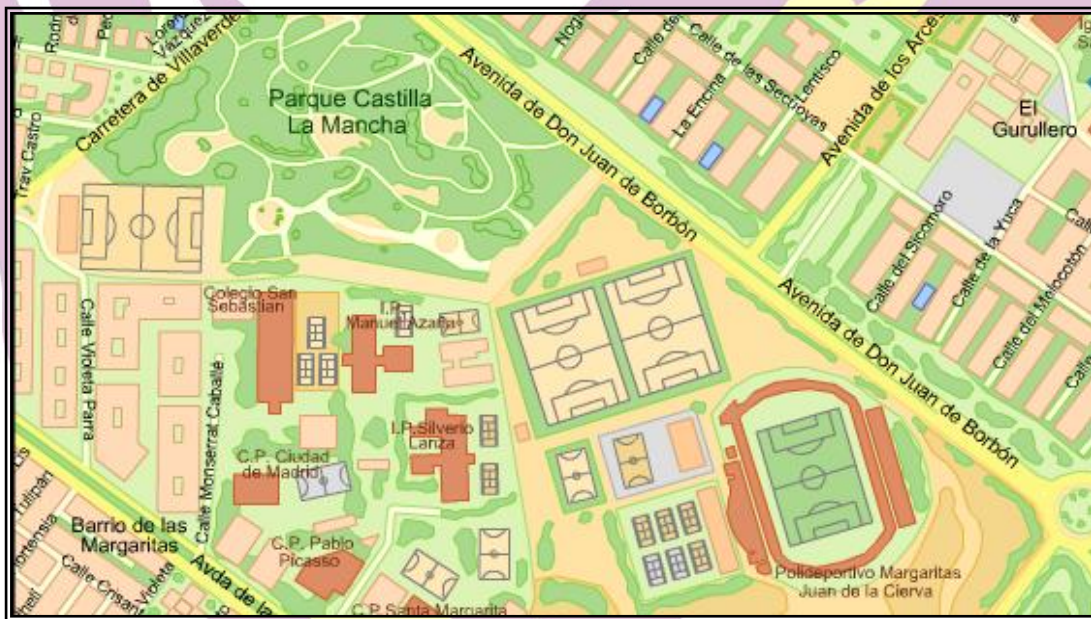 Carretera de Villaverde
Trav Castro
Parque Castilla
La Mancha
Avenida de Don Juan de Borbón
La Encina
Calle de las Secuoyas
Lentisco
Avenida de los Arces
El
Gurullero
Calle del Sicomoro
Calle de la Yuca
Calle del Melocotón
Avenida de Don Juan de Borbón
Colegio San
Sebastian
I.P.
Manuel Azaña
Calle Violeta Parra
Calle Monserrat Caballé
I.P. Silverio
Lanza
C.P. Ciudad
de Madrid
Tulipán
Barrio de las
Margaritas
Violeta
Avda de la
C.P. Pablo
Picasso
C.P. Santa Margarita
Polideportivo Margaritas
Juan de la Cierva